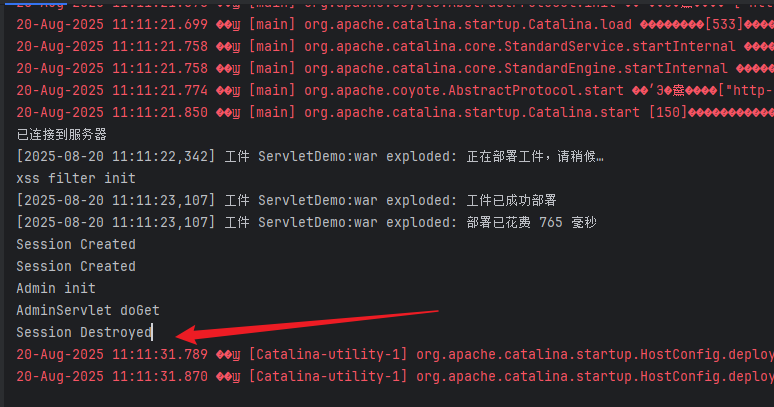 20-Aug-2025 11:11:21.699 [main] org.apache.catalina.startup.Catalina.load [533]
20-Aug-2025 11:11:21.758 [main] org.apache.catalina.core.StandardService.startInternal
20-Aug-2025 11:11:21.758 [main] org.apache.catalina.core.StandardEngine.startInternal
20-Aug-2025 11:11:21.774 [main] org.apache.coyote.AbstractProtocol.start ["http-
20-Aug-2025 11:11:21.850 [main] org.apache.catalina.startup.Catalina.start [150]
已连接到服务器
[2025-08-20 11:11:22,342] 工件 ServletDemo:war exploded: 正在部署工件，请稍候…
xss filter init
[2025-08-20 11:11:23,107] 工件 ServletDemo:war exploded: 工件已成功部署
[2025-08-20 11:11:23,107] 工件 ServletDemo:war exploded: 部署已花费 765 毫秒
Session Created
Session Created
Admin init
AdminServlet doGet
Session Destroyed
20-Aug-2025 11:11:31.789 [Catalina-utility-1] org.apache.catalina.startup.HostConfig.deploy
20-Aug-2025 11:11:31.870 [Catalina-utility-1] org.apache.catalina.startup.HostConfig.deploy